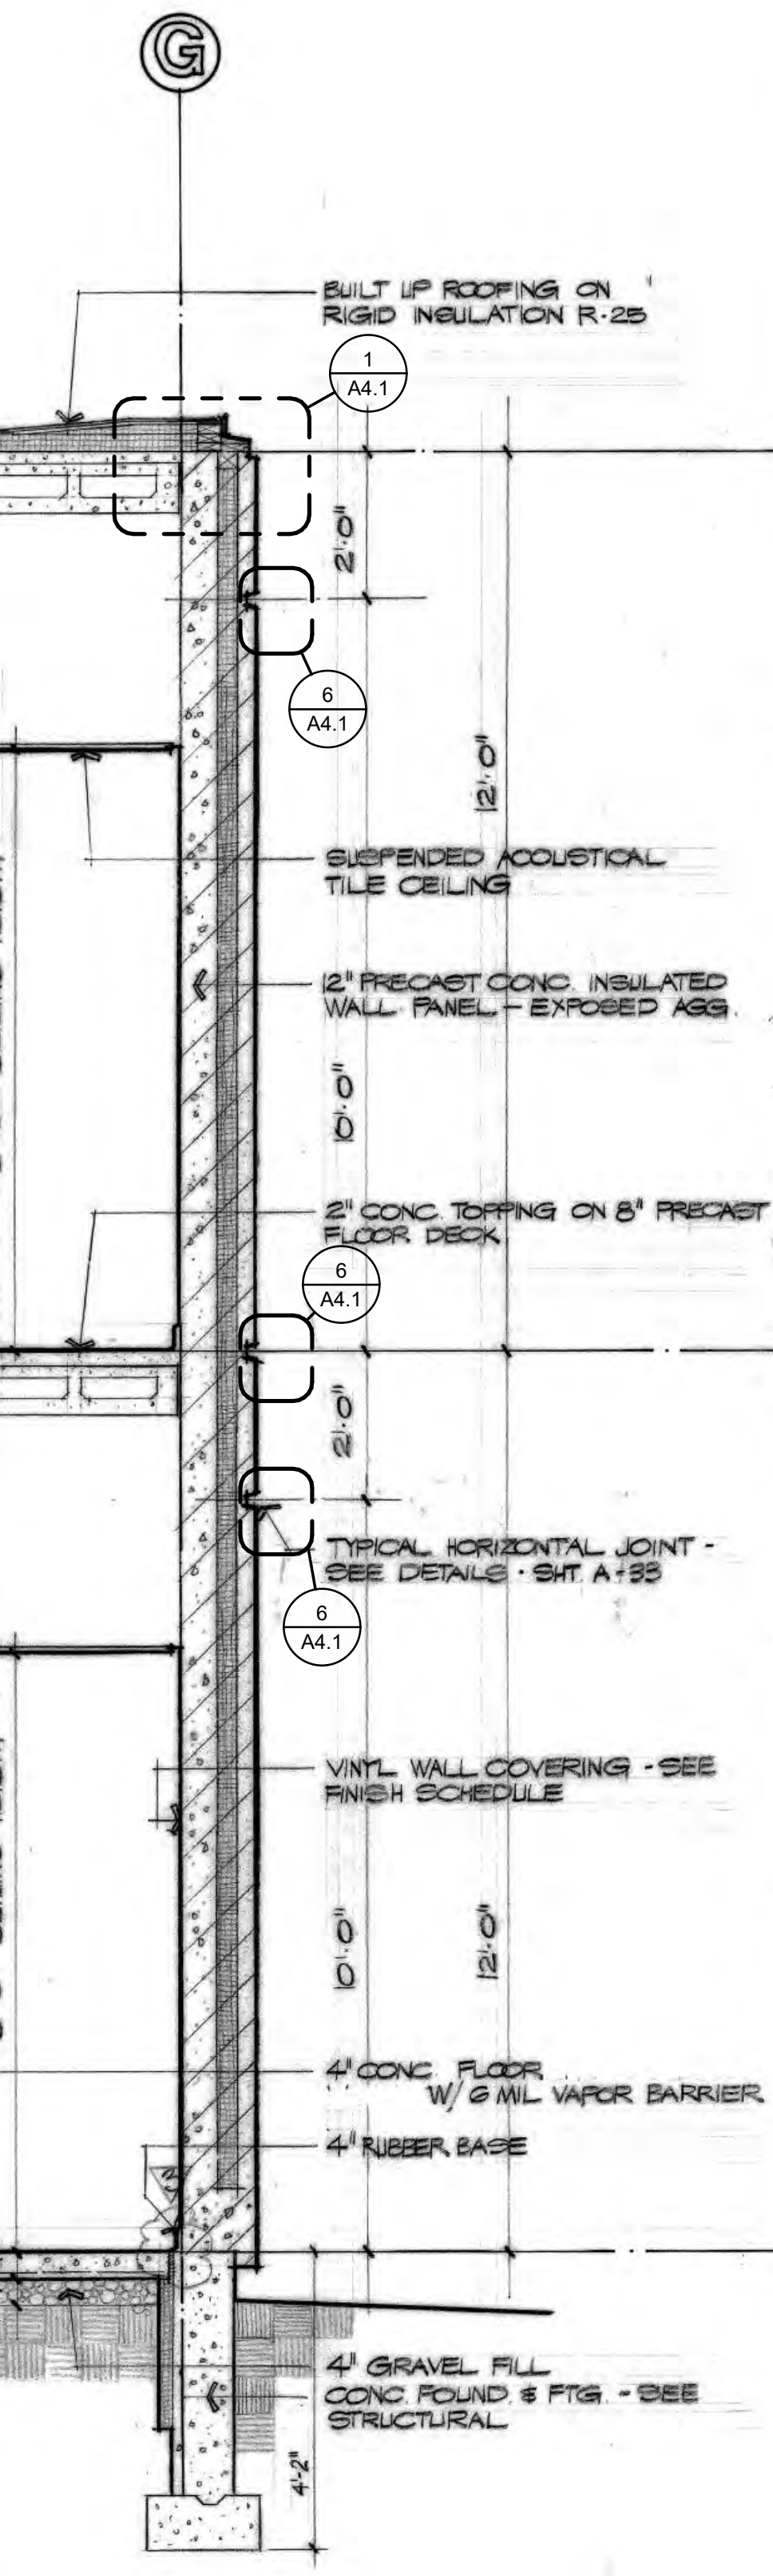 G
BUILT UP ROOFING ON
RIGID INSULATION R-25
1
A4.1
2'-0"
6
A4.1
12'-0"
SUSPENDED ACOUSTICAL
TILE CEILING
12" PRECAST CONC. INSULATED
WALL PANEL - EXPOSED AGG.
10'-0"
2" CONC. TOPPING ON 8" PRECAST
FLOOR DECK
6
A4.1
2'-0"
TYPICAL HORIZONTAL JOINT -
SEE DETAILS · SHT. A-33
6
A4.1
VINYL WALL COVERING - SEE
FINISH SCHEDULE
10'-0"
12'-0"
4" CONC. FLOOR
W/ 6 MIL VAPOR BARRIER
4" RUBBER BASE
4" GRAVEL FILL
CONC. FOUND. & FTG. - SEE
STRUCTURAL
4'-2"